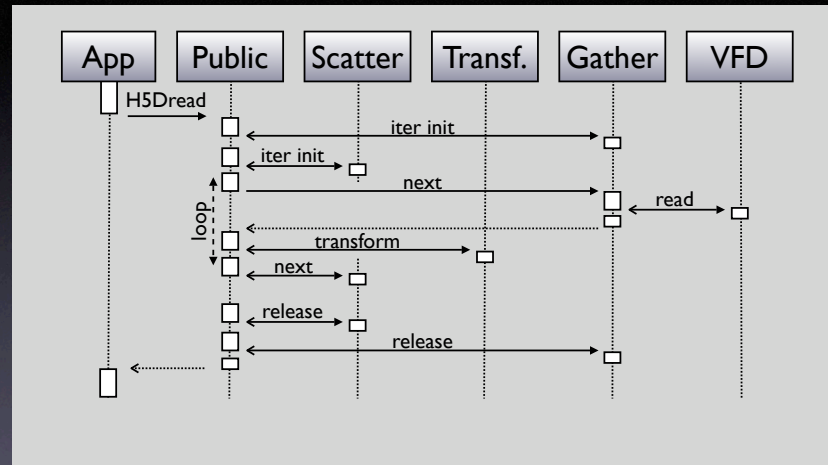 App Public Scatter Transf. Gather VFD
H5Dread
iter init
iter init
next
read
loop
transform
next
release
release